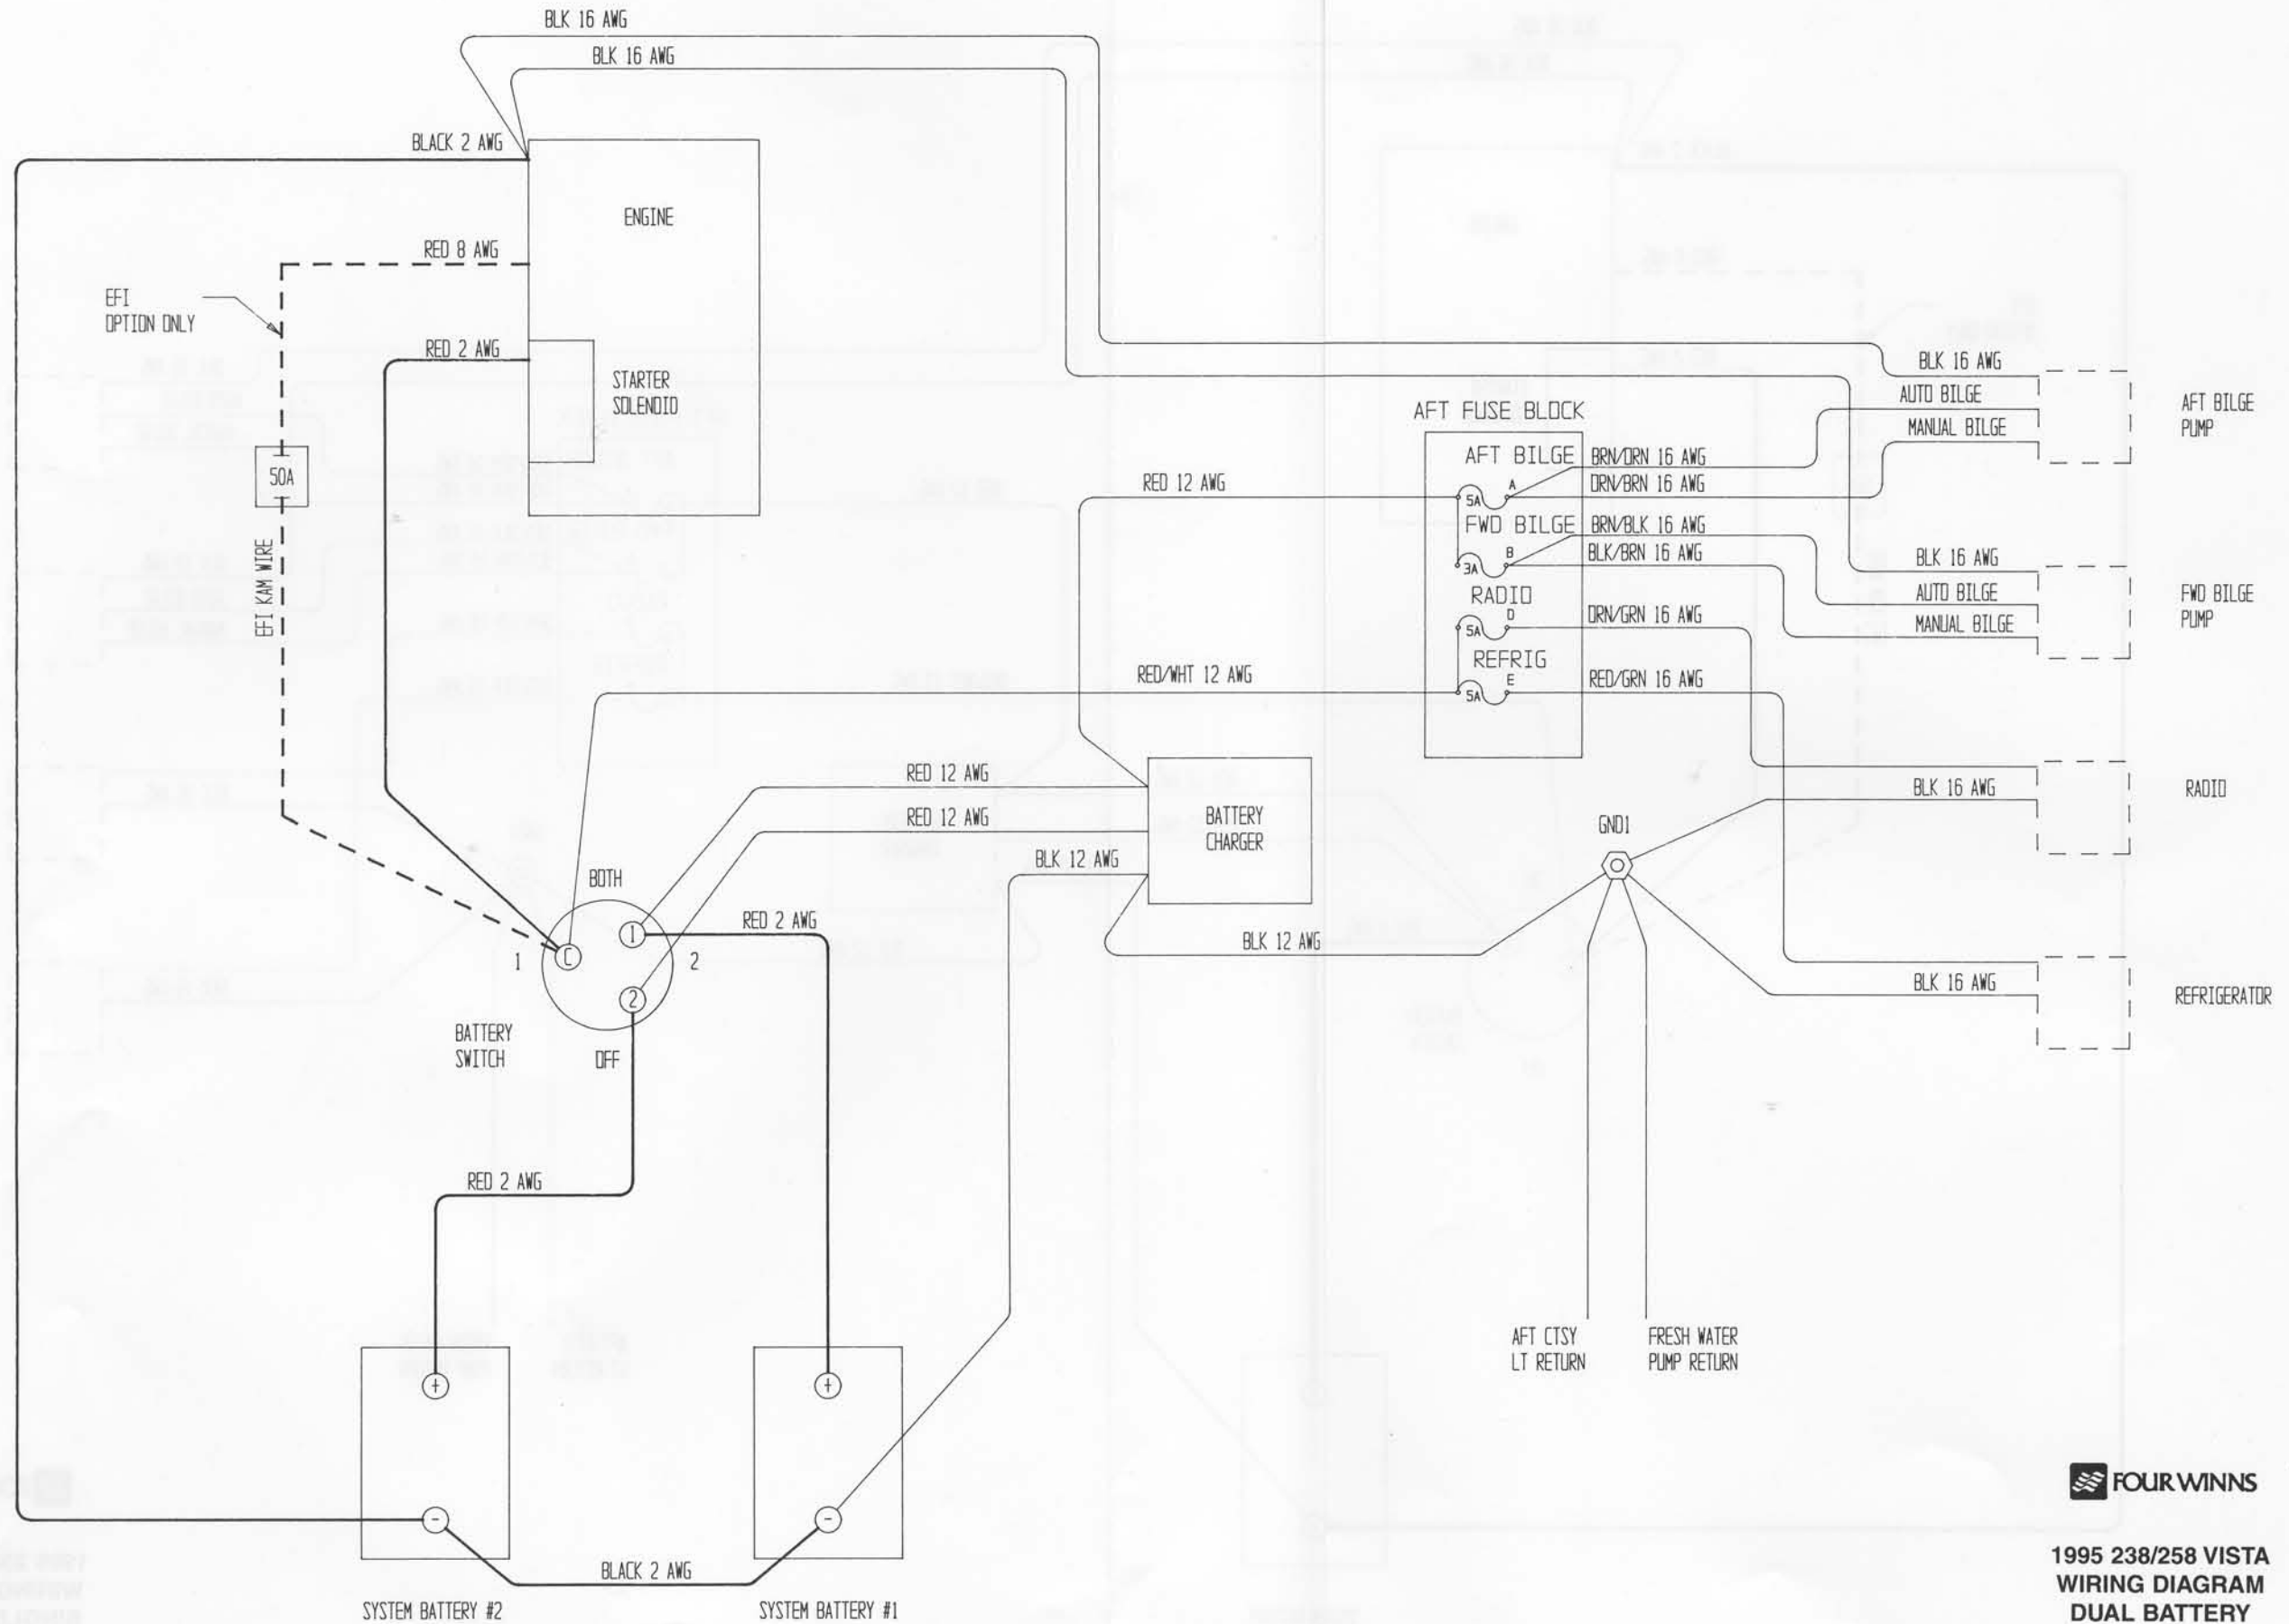 BLK 16 AWG
BLK 16 AWG
BLACK 2 AWG
ENGINE
RED 8 AWG
EFI
OPTION ONLY
RED 2 AWG
STARTER
SOLENOID
50A
EFI KAM WIRE
AFT FUSE BLOCK
AFT BILGE
BRN/ORN 16 AWG
5A
A
ORN/BRN 16 AWG
FWD BILGE
BRN/BLK 16 AWG
3A
B
BLK/BRN 16 AWG
RADIO
5A
D
ORN/GRN 16 AWG
REFRIG
5A
E
RED/GRN 16 AWG
RED 12 AWG
RED/WHT 12 AWG
BLK 16 AWG
AUTO BILGE
MANUAL BILGE
AFT BILGE
PUMP
BLK 16 AWG
AUTO BILGE
MANUAL BILGE
FWD BILGE
PUMP
BLK 16 AWG
RADIO
BLK 16 AWG
REFRIGERATOR
RED 12 AWG
RED 12 AWG
BLK 12 AWG
BATTERY
CHARGER
BLK 12 AWG
GND1
BOTH
1
C
1
2
2
RED 2 AWG
BATTERY
SWITCH
OFF
RED 2 AWG
AFT CTSY
LT RETURN
FRESH WATER
PUMP RETURN
+
+
-
-
BLACK 2 AWG
SYSTEM BATTERY #2
SYSTEM BATTERY #1
FOUR WINNS
1995 238/258 VISTA
WIRING DIAGRAM
DUAL BATTERY